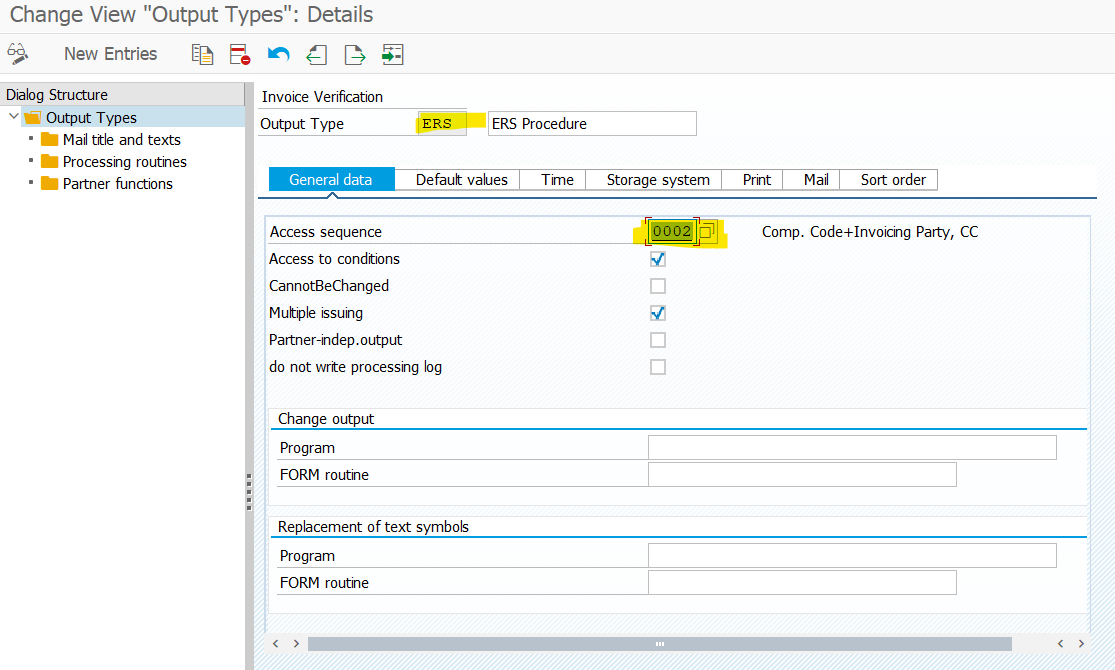 Change View "Output Types": Details
New Entries
Dialog Structure
Output Types
Mail title and texts
Processing routines
Partner functions
Invoice Verification
Output Type ERS ERS Procedure
General data Default values Time Storage system Print Mail Sort order
Access sequence 0002 Comp. Code+Invoicing Party, CC
Access to conditions
CannotBeChanged
Multiple issuing
Partner-indep.output
do not write processing log
Change output
Program
FORM routine
Replacement of text symbols
Program
FORM routine